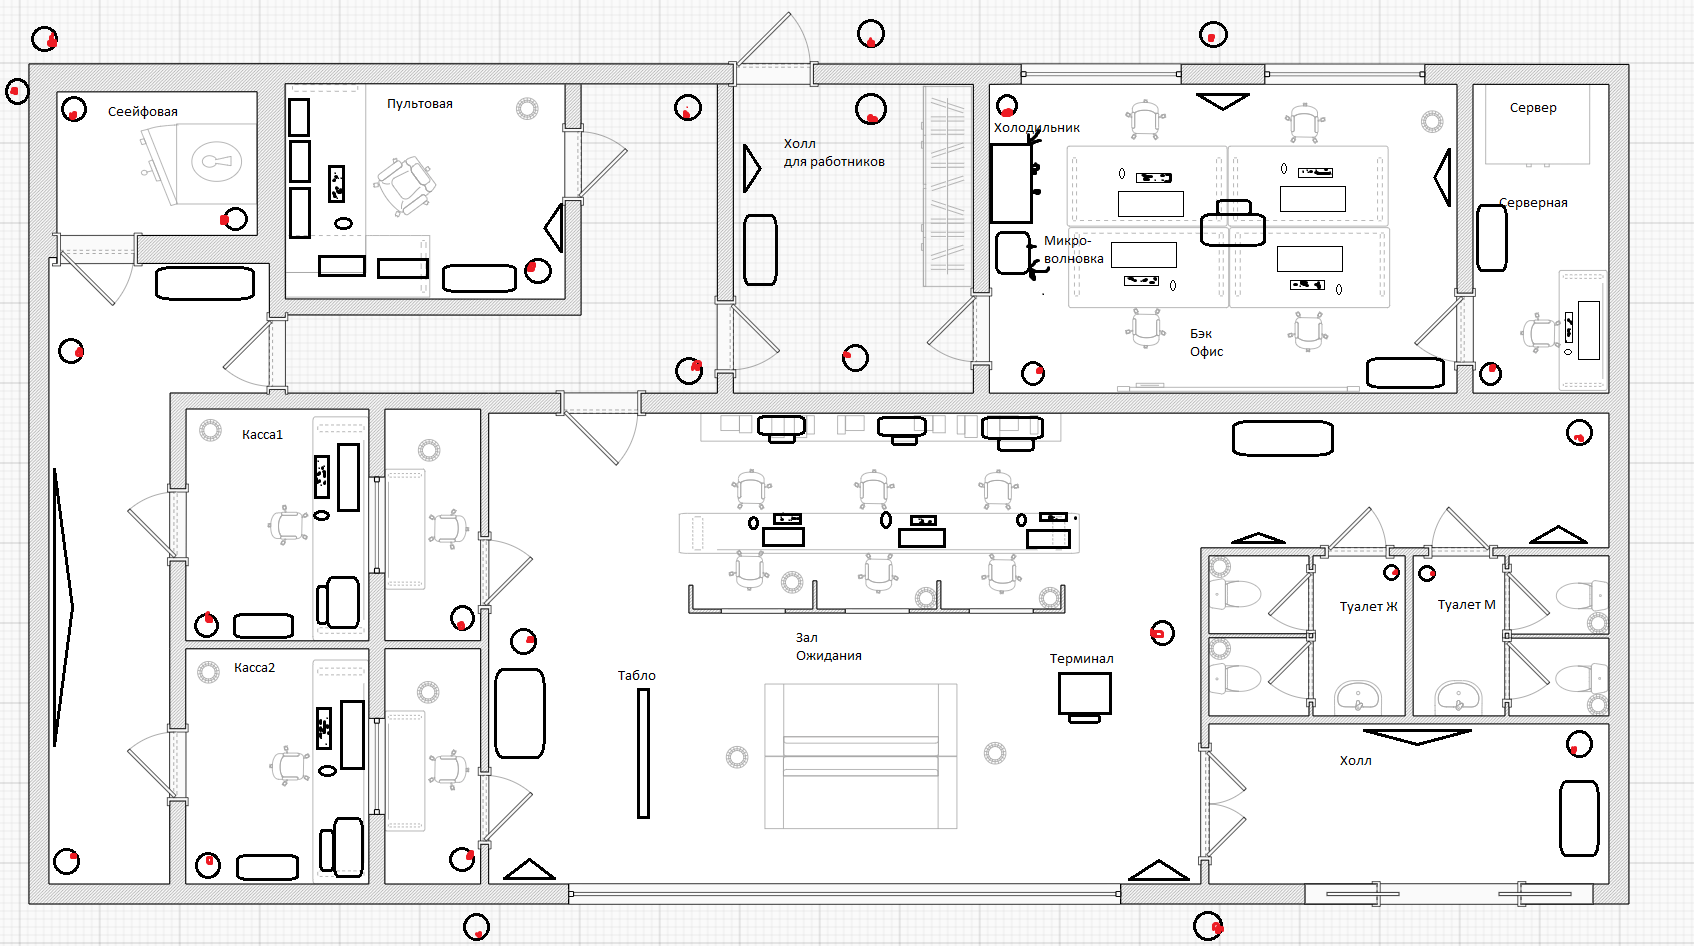 Сеейфовая
Пультовая
Холл
для работников
Холодильник
Микро-
волновка
Бэк
Офис
Сервер
Серверная
Касса1
Касса2
Зал
Ожидания
Табло
Терминал
Туалет Ж
Туалет М
Холл